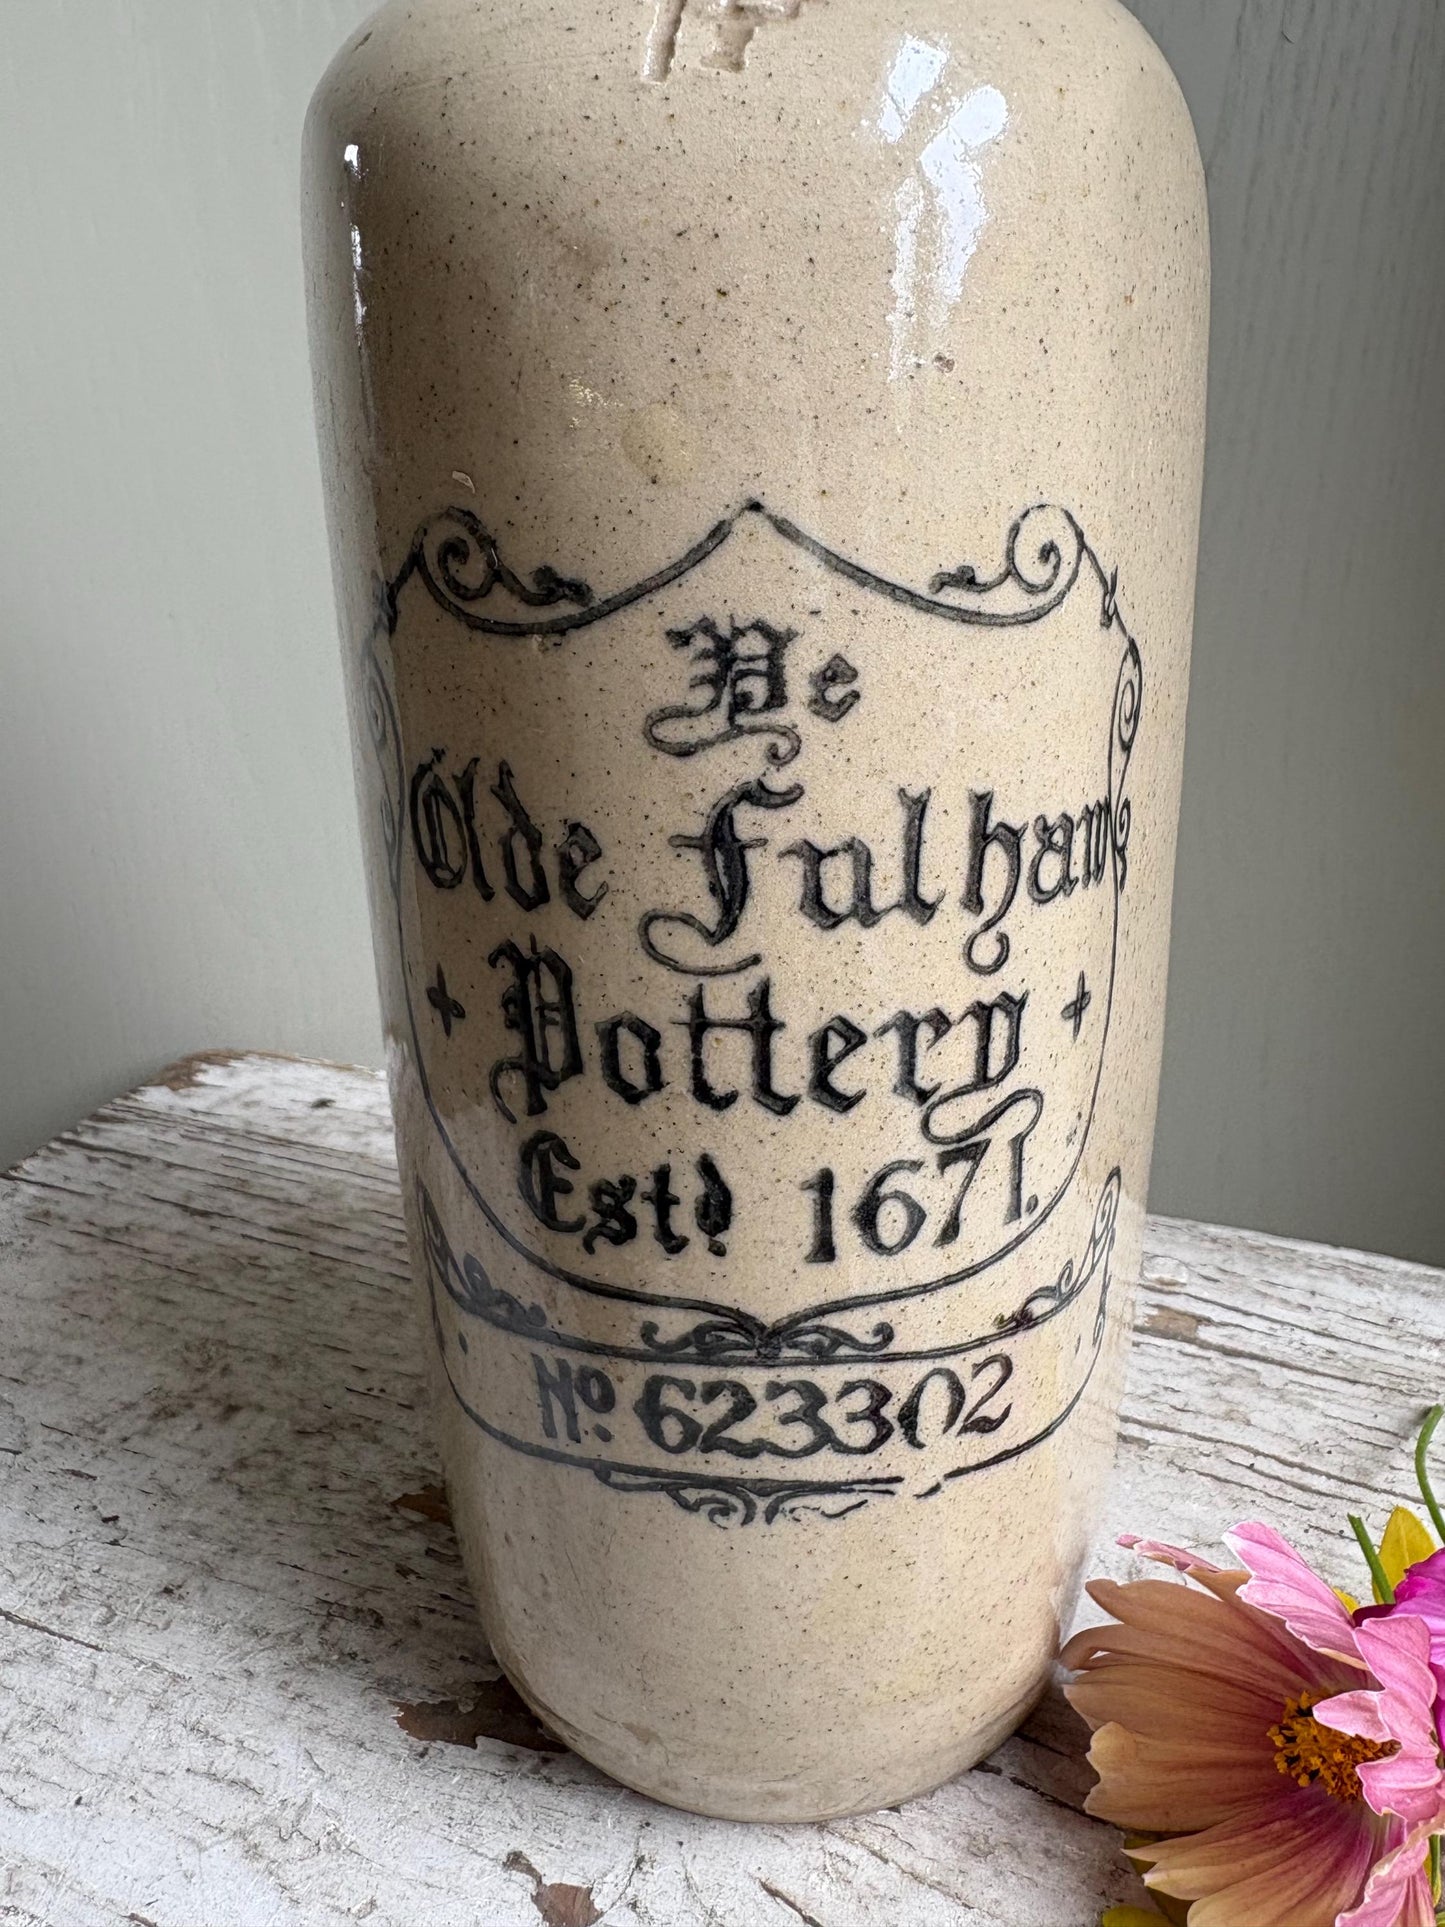 Ye
Olde Fulham
Pottery
Estd 1671.
No. 623302